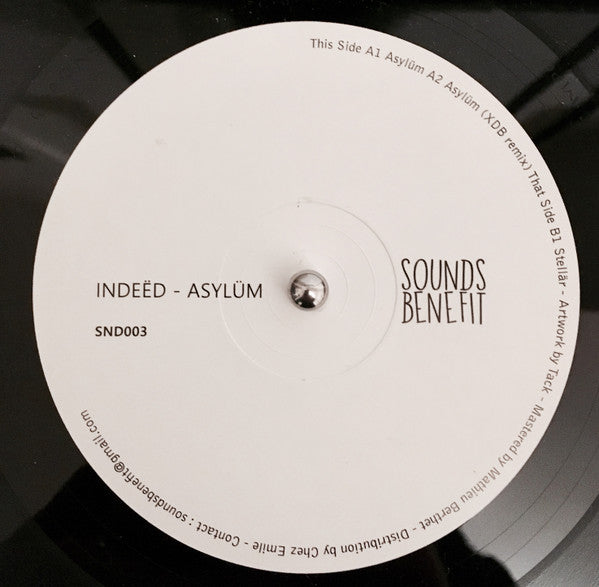 This Side A1 Asylüm A2 Asylüm (XDB remix) That Side B1 Stellär - Artwork by Tack - Mastered by Mathieu Berthet - Distribution by Chez Emile - Contact : soundsbenefit@gmail.com
INDEËD - ASYLÜM
SND003
SOUNDS
BENEFIT